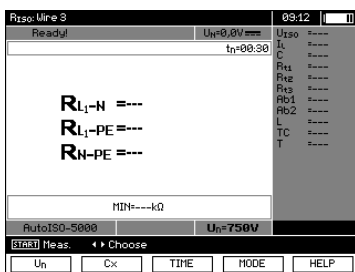 RISO: Wire 3 09:12
Ready! UN=0,0V
tn=00:30
RL1-N =---
RL1-PE =---
RN-PE =---
MIN=---kΩ
UISO =---
IL =---
C =---
Rt1 =---
Rt2 =---
Rt3 =---
Ab1 =---
Ab2 =---
L =---
TC =---
T =---
AutoISO-5000 Un=750V
START Meas. Choose
Un Cx TIME MODE HELP